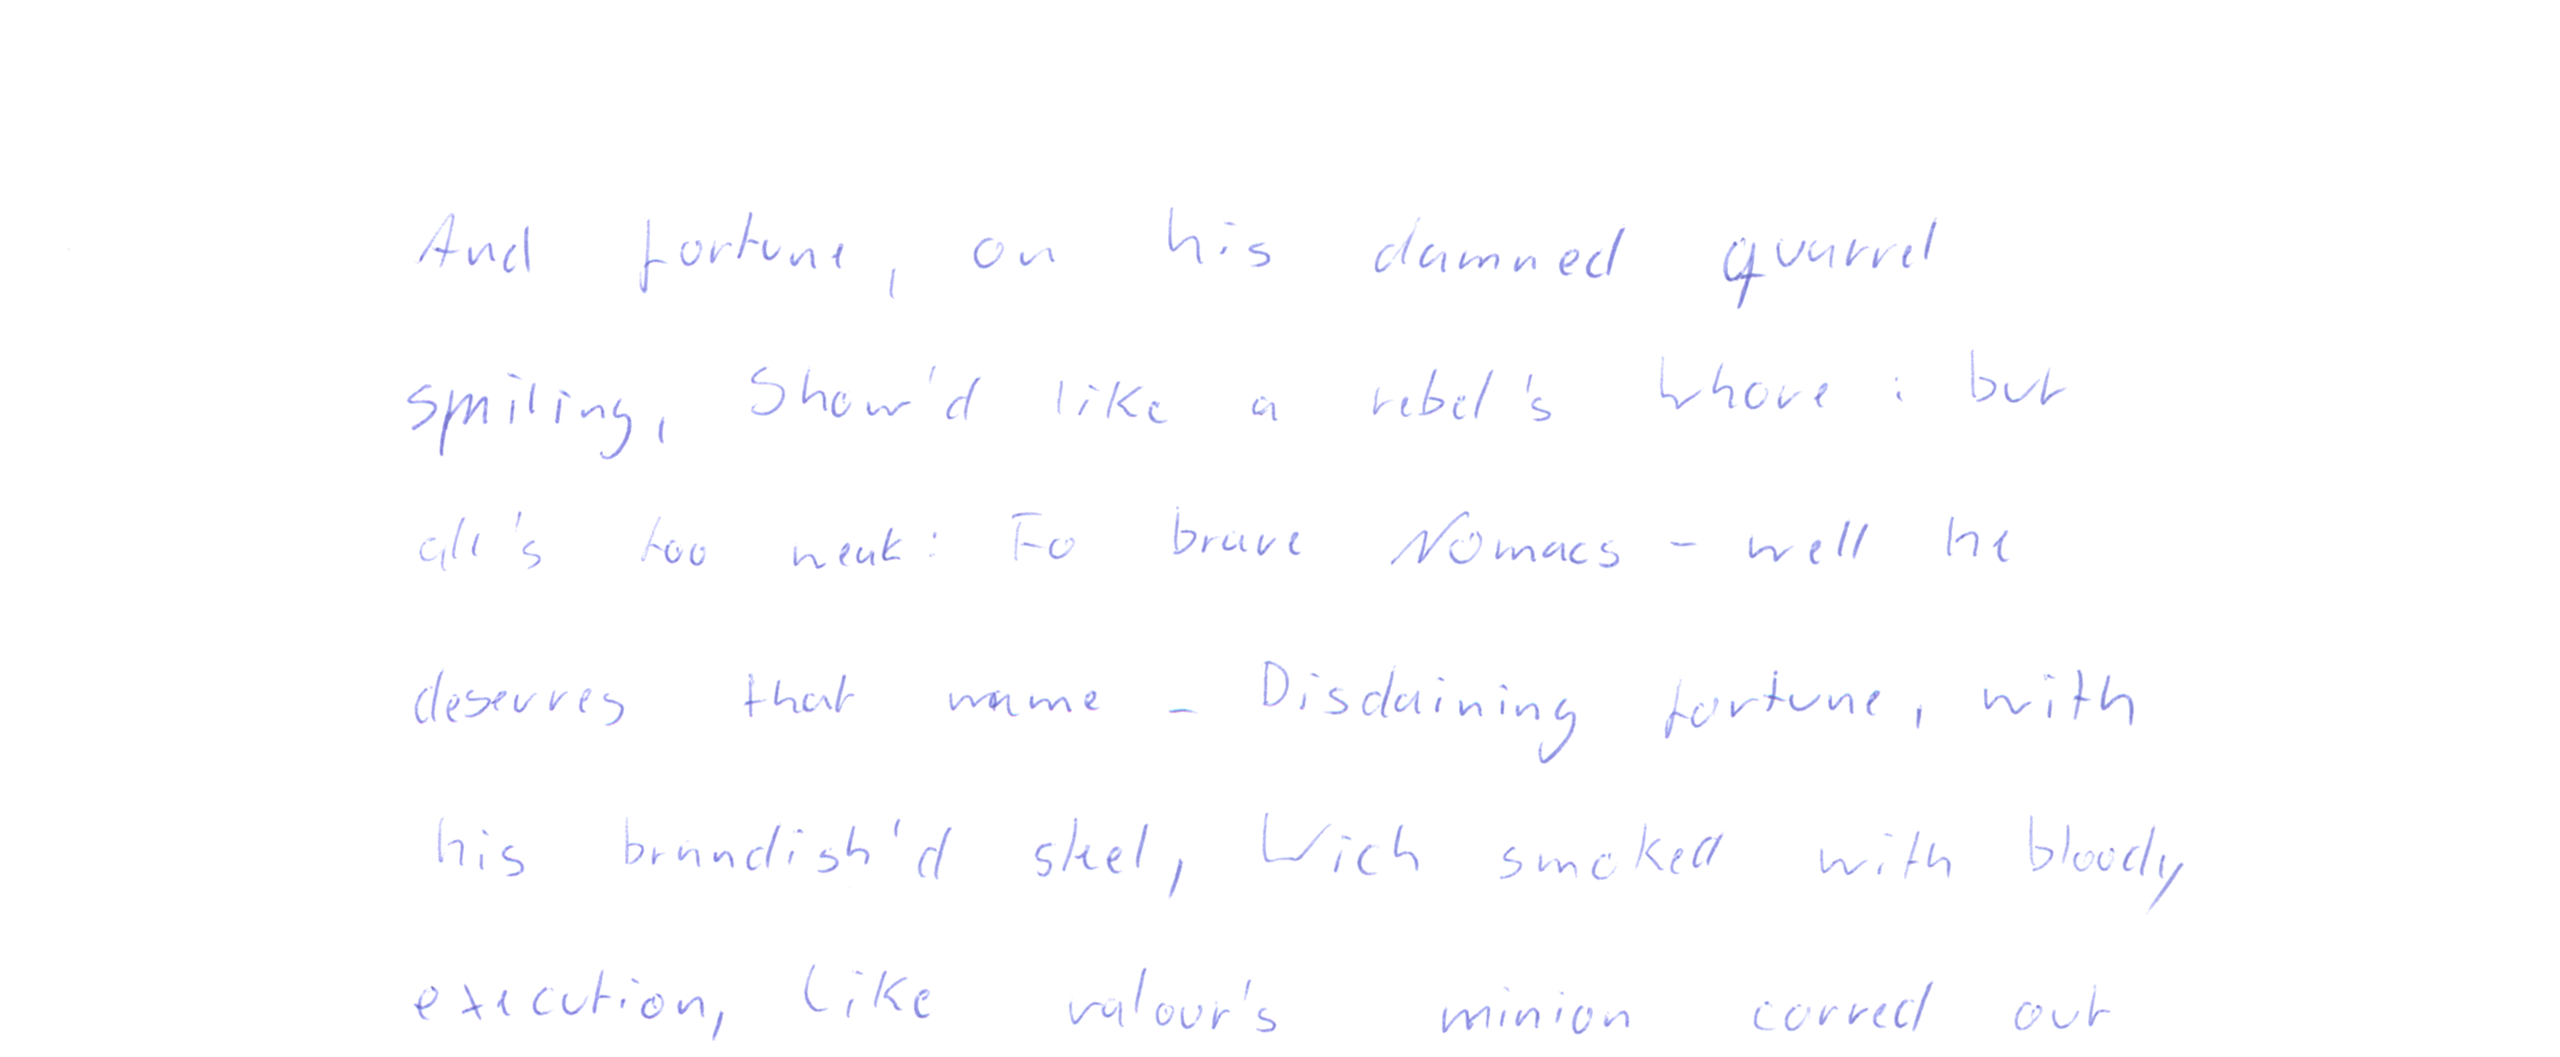 And fortune, on his damned quarrel
smiling, Show'd like a rebel's Whore : but
all's too weak : Fo brave Nomacs - well he
deserves that name - Disdaining fortune, with
his brandish'd steel, Wich smoked with bloody
execution, Like valour's minion carved out